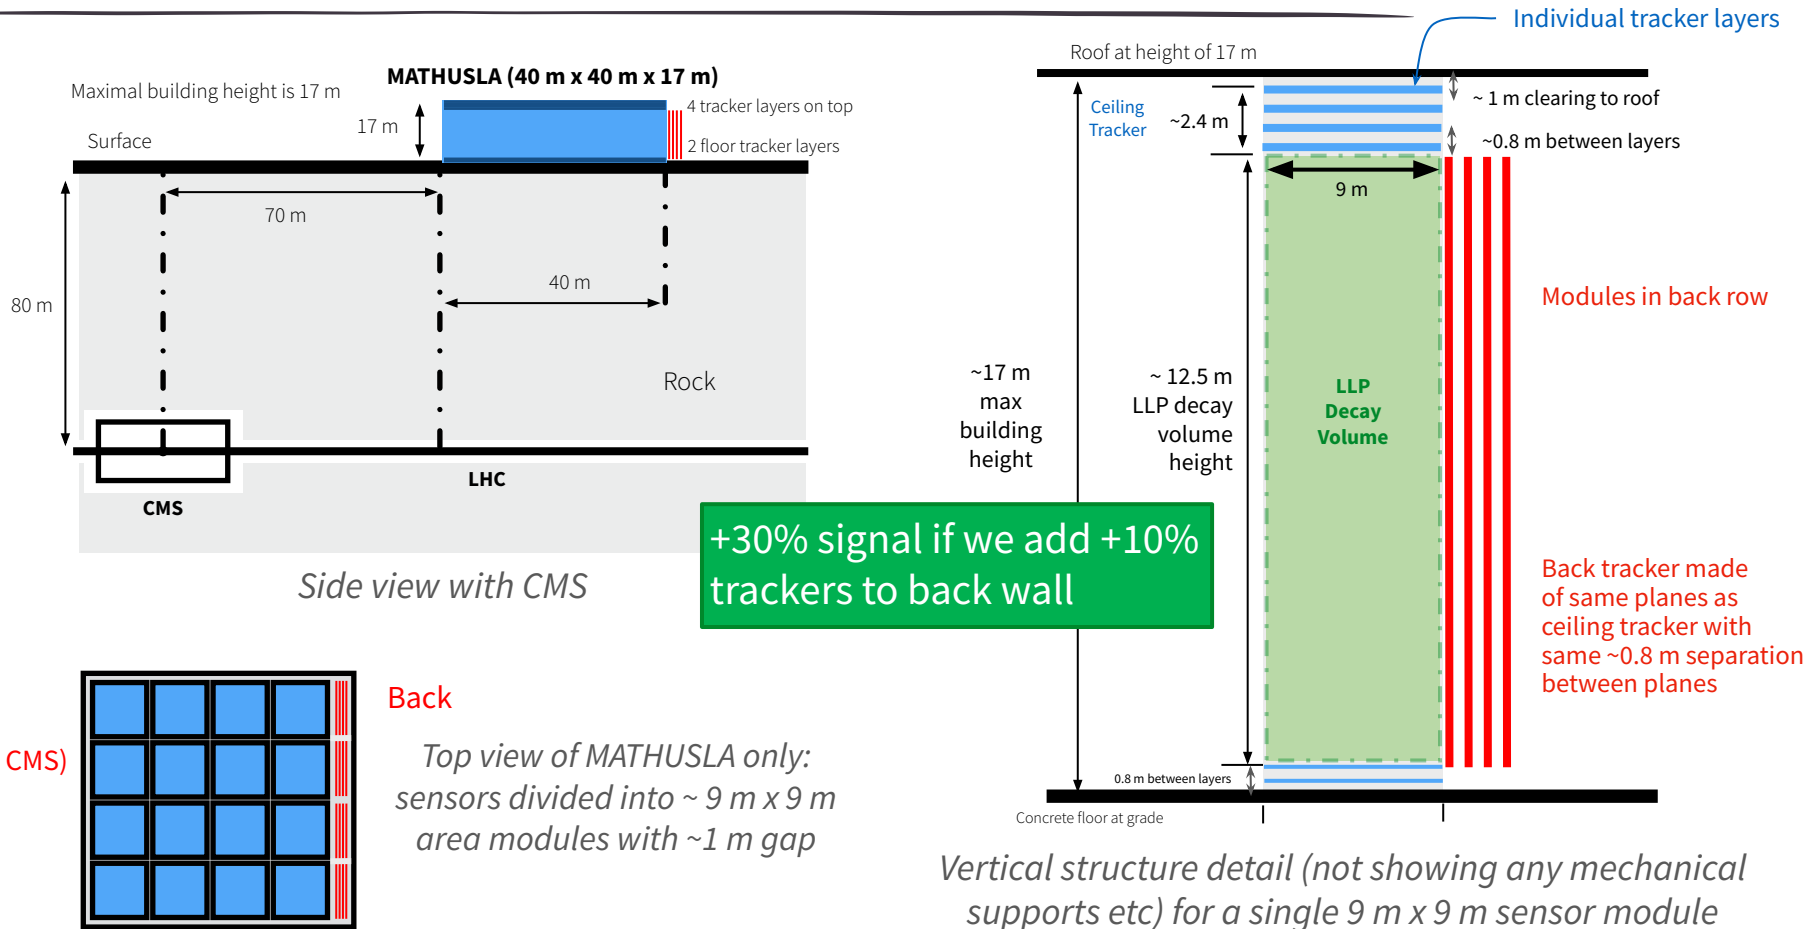 MATHUSLA (40 m x 40 m x 17 m)
Maximal building height is 17 m
4 tracker layers on top
17 m
Surface
2 floor tracker layers
70 m
40 m
80 m
Rock
LHC
CMS
Side view with CMS
+30% signal if we add +10%
trackers to back wall
CMS)
Back
Top view of MATHUSLA only:
sensors divided into ~ 9 m x 9 m
area modules with ~1 m gap
Individual tracker layers
Roof at height of 17 m
Ceiling
Tracker
~2.4 m
~ 1 m clearing to roof
~0.8 m between layers
9 m
Modules in back row
~17 m
max
building
height
~ 12.5 m
LLP decay
volume
height
LLP
Decay
Volume
Back tracker made
of same planes as
ceiling tracker with
same ~0.8 m separation
between planes
0.8 m between layers
Concrete floor at grade
Vertical structure detail (not showing any mechanical
supports etc) for a single 9 m x 9 m sensor module